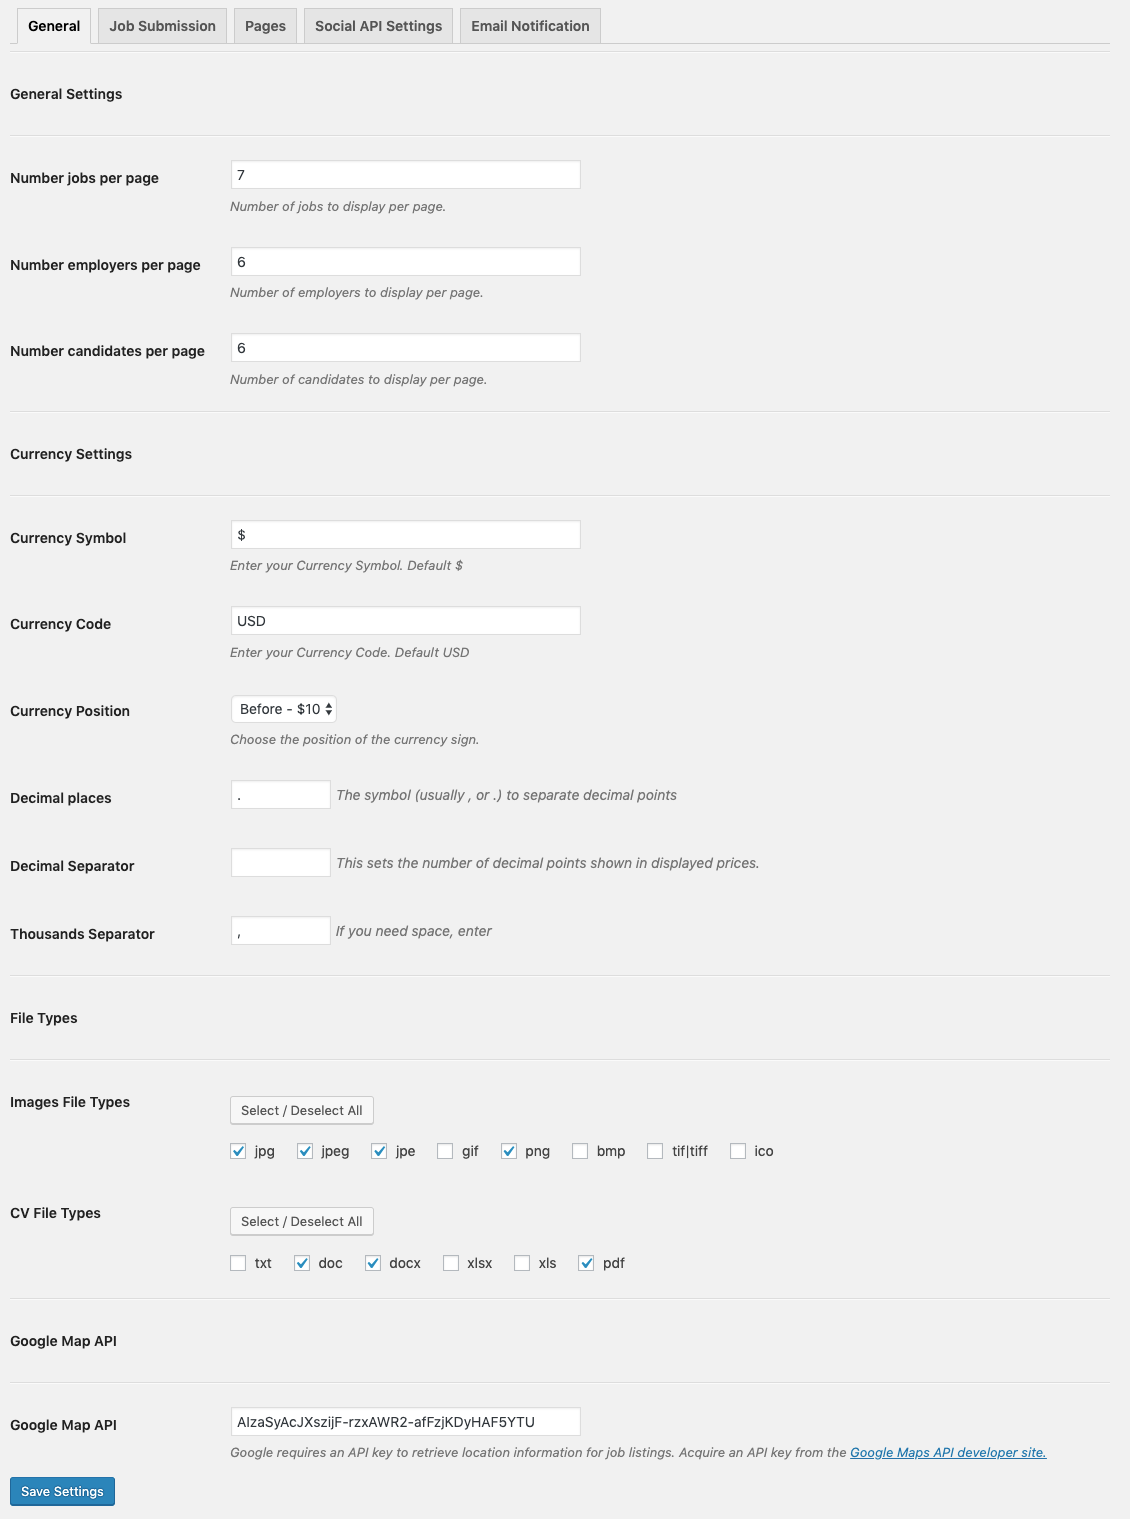 General Job Submission Pages Social API Settings Email Notification
General Settings
Number jobs per page 7
Number of jobs to display per page.
Number employers per page 6
Number of employers to display per page.
Number candidates per page 6
Number of candidates to display per page.
Currency Settings
Currency Symbol $
Enter your Currency Symbol. Default $
Currency Code USD
Enter your Currency Code. Default USD
Currency Position Before - $10
Choose the position of the currency sign.
Decimal places . The symbol (usually , or .) to separate decimal points
Decimal Separator This sets the number of decimal points shown in displayed prices.
Thousands Separator , If you need space, enter
File Types
Images File Types Select / Deselect All
jpg jpeg jpe gif png bmp tif|tiff ico
CV File Types Select / Deselect All
txt doc docx xlsx xls pdf
Google Map API
Google Map API AIzaSyAcJXszijF-rzxAWR2-afFzjKDyHAF5YTU
Google requires an API key to retrieve location information for job listings. Acquire an API key from the Google Maps API developer site.
Save Settings